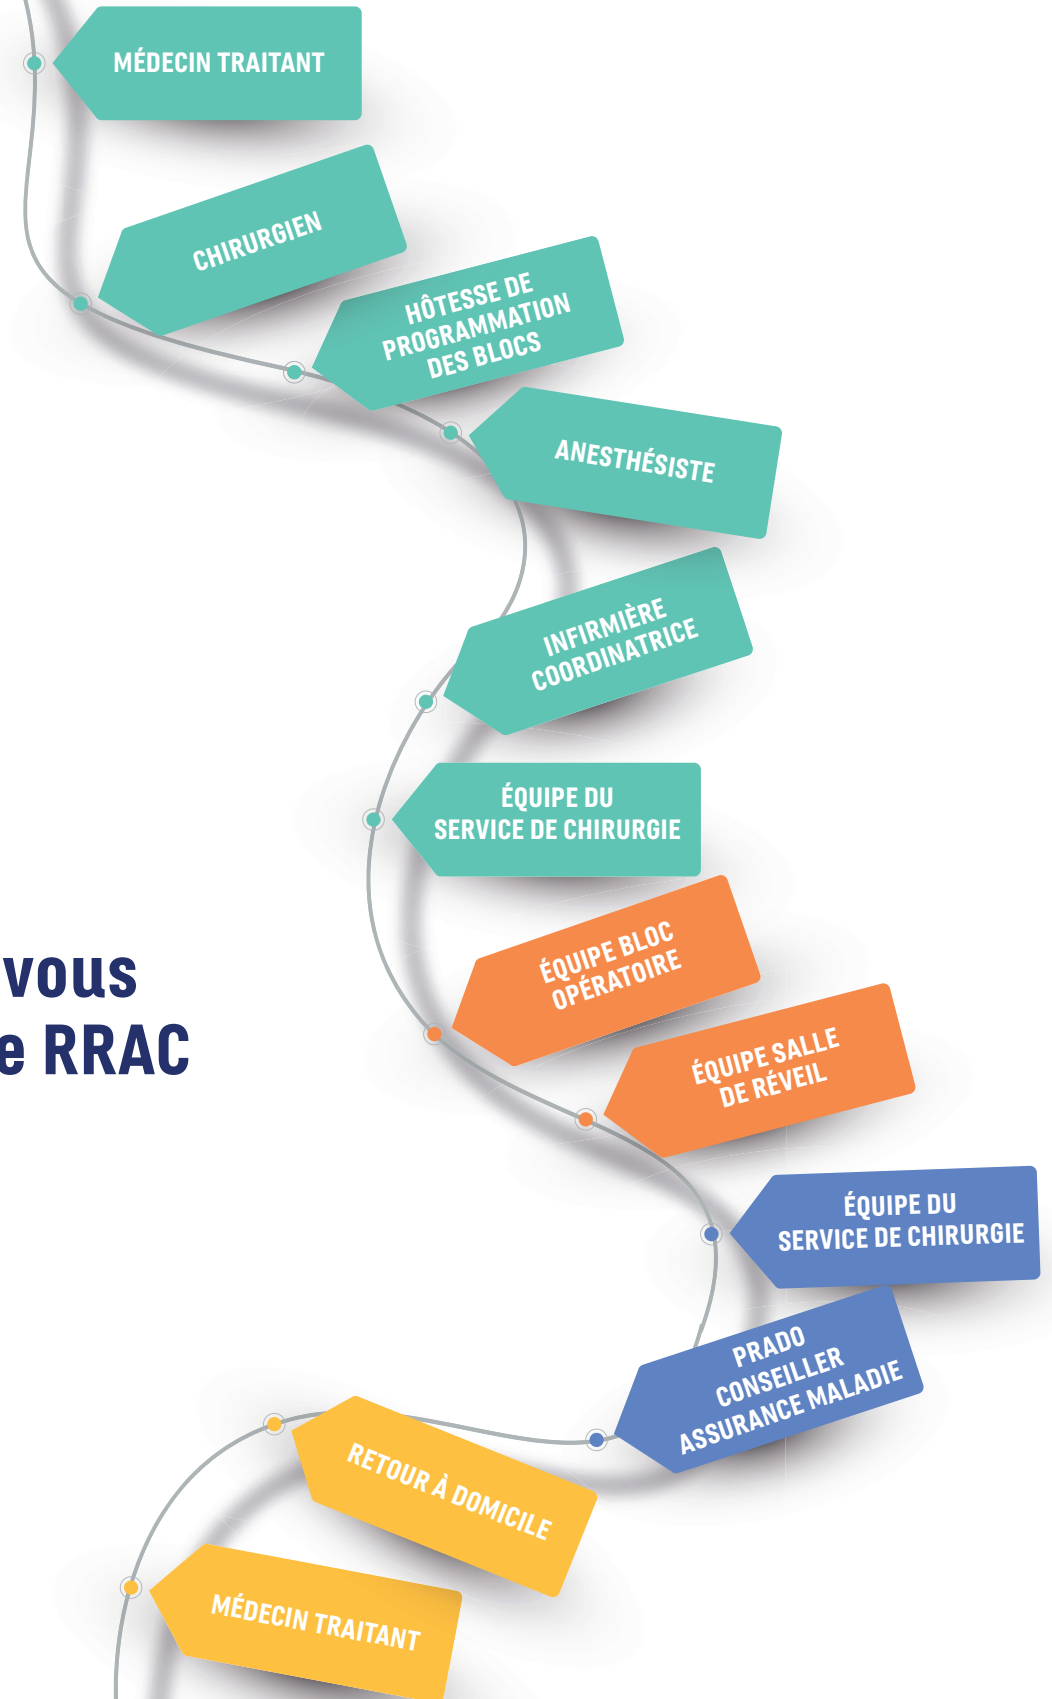 MÉDECIN TRAITANT
CHIRURGIEN
HÔTESSE DE
PROGRAMMATION
DES BLOCS
ANESTHÉSISTE
INFIRMIÈRE
COORDINATRICE
ÉQUIPE DU
SERVICE DE CHIRURGIE
ÉQUIPE BLOC
OPÉRATOIRE
vous
e RRAC
ÉQUIPE SALLE
DE RÉVEIL
ÉQUIPE DU
SERVICE DE CHIRURGIE
PRADO
CONSEILLER
ASSURANCE MALADIE
RETOUR À DOMICILE
MÉDECIN TRAITANT